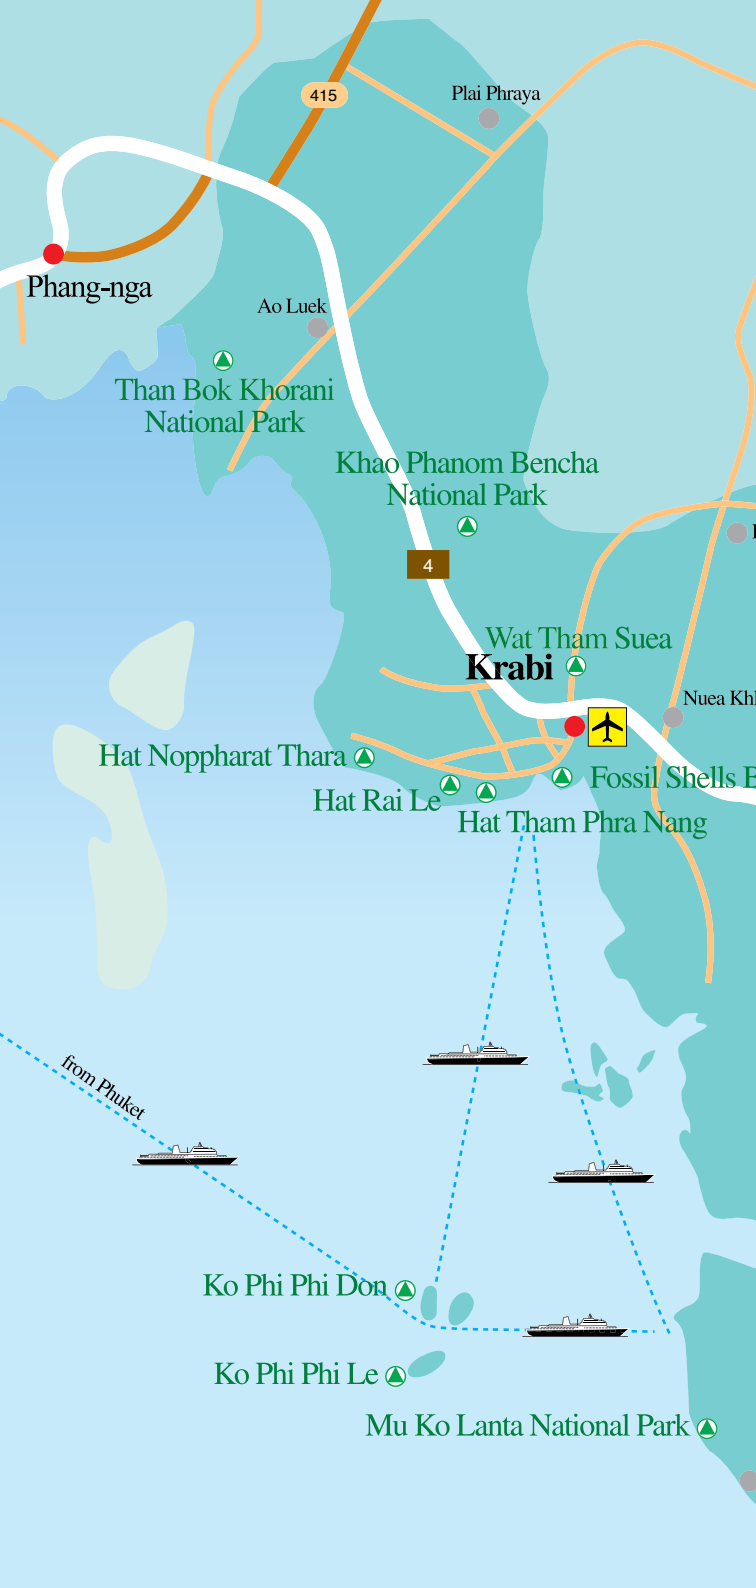 Plai Phraya
415
Phang-nga
Ao Luek
Than Bok Khorani
National Park
Khao Phanom Bencha
National Park
4
Wat Tham Suea
Krabi
Nuea Khl
Hat Noppharat Thara
Fossil Shells B
Hat Rai Le
Hat Tham Phra Nang
from Phuket
Ko Phi Phi Don
Ko Phi Phi Le
Mu Ko Lanta National Park